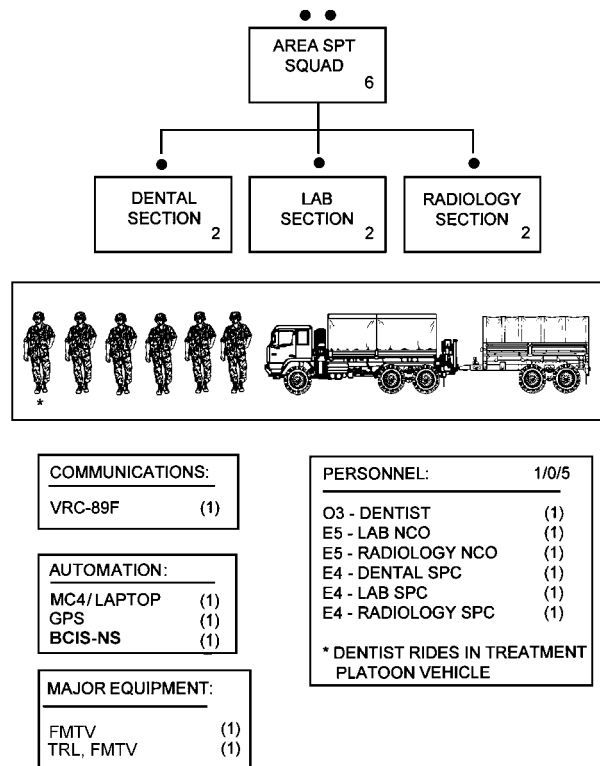 AREA SPT
SQUAD
6
DENTAL
SECTION
2
LAB
SECTION
2
RADIOLOGY
SECTION
2
*
COMMUNICATIONS:
VRC-89F (1)
AUTOMATION:
MC4/LAPTOP (1)
GPS (1)
BCIS-NS (1)
MAJOR EQUIPMENT:
FMTV (1)
TRL, FMTV (1)
PERSONNEL: 1/0/5
O3 - DENTIST (1)
E5 - LAB NCO (1)
E5 - RADIOLOGY NCO (1)
E4 - DENTAL SPC (1)
E4 - LAB SPC (1)
E4 - RADIOLOGY SPC (1)
* DENTIST RIDES IN TREATMENT
PLATOON VEHICLE